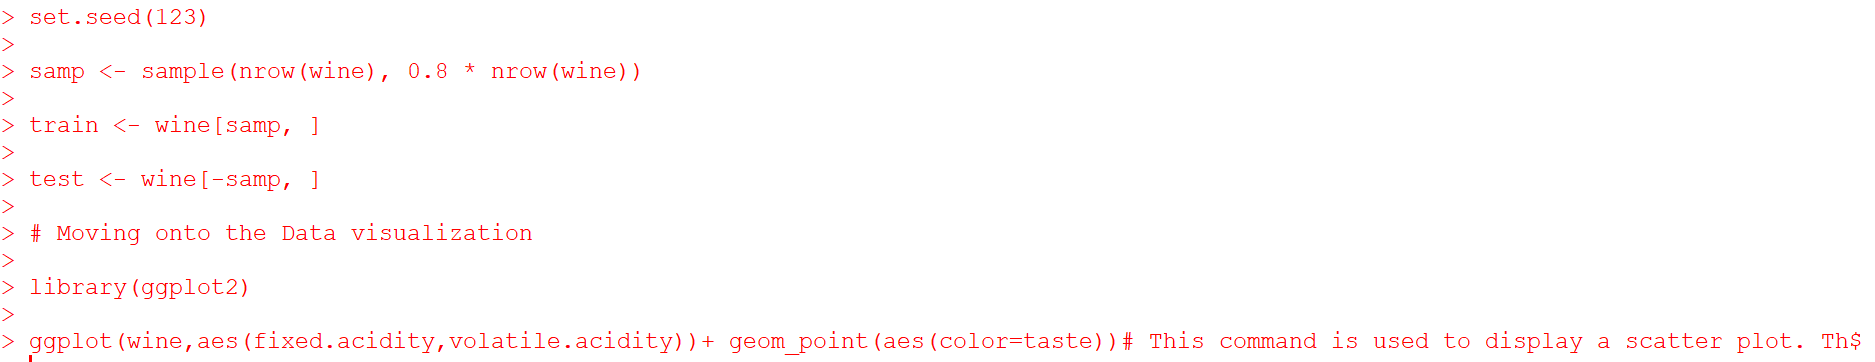 > set.seed(123)
>
> samp <- sample(nrow(wine), 0.8 * nrow(wine))
>
> train <- wine[samp, ]
>
> test <- wine[-samp, ]
>
> # Moving onto the Data visualization
>
> library(ggplot2)
>
> ggplot(wine,aes(fixed.acidity,volatile.acidity))+ geom_point(aes(color=taste))# This command is used to display a scatter plot. Th$